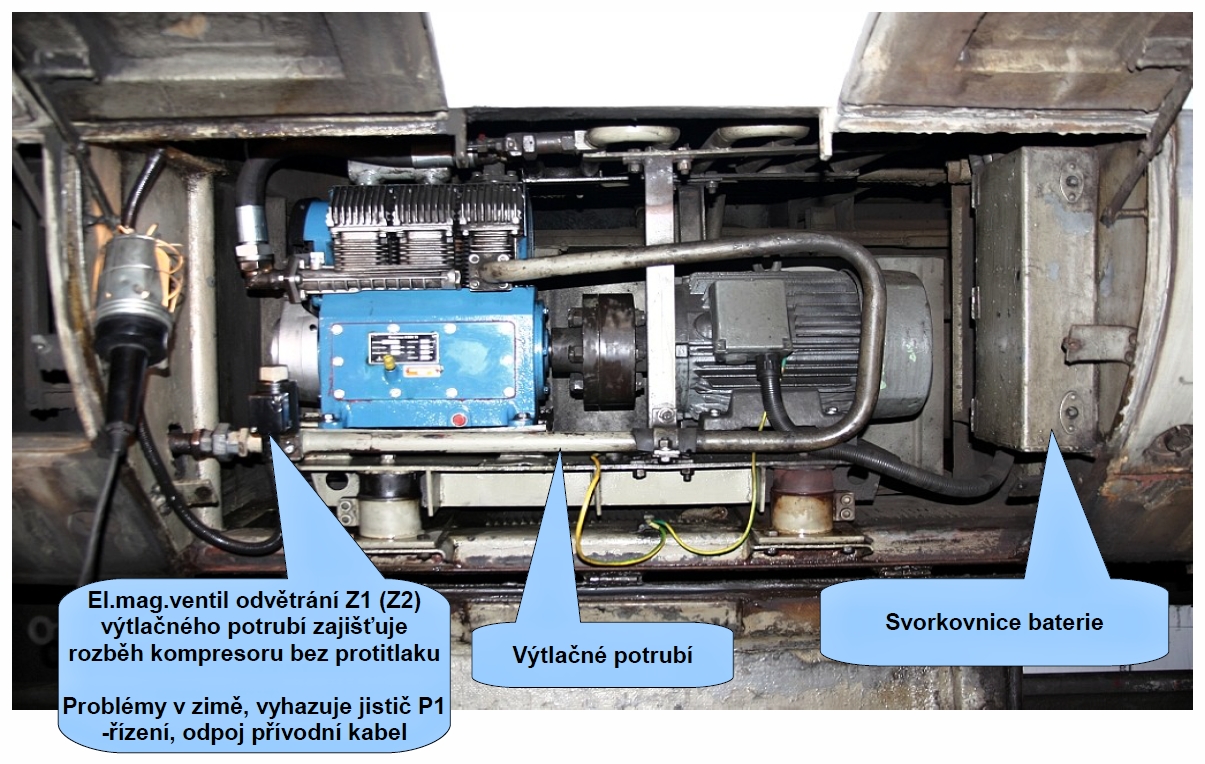 El.mag.ventil odvětrání Z1 (Z2)
výtlačného potrubí zajišťuje
rozběh kompresoru bez protitlaku
Problémy v zimě, vyhazuje jistič P1
-řízení, odpoj přívodní kabel
Výtlačné potrubí
Svorkovnice baterie